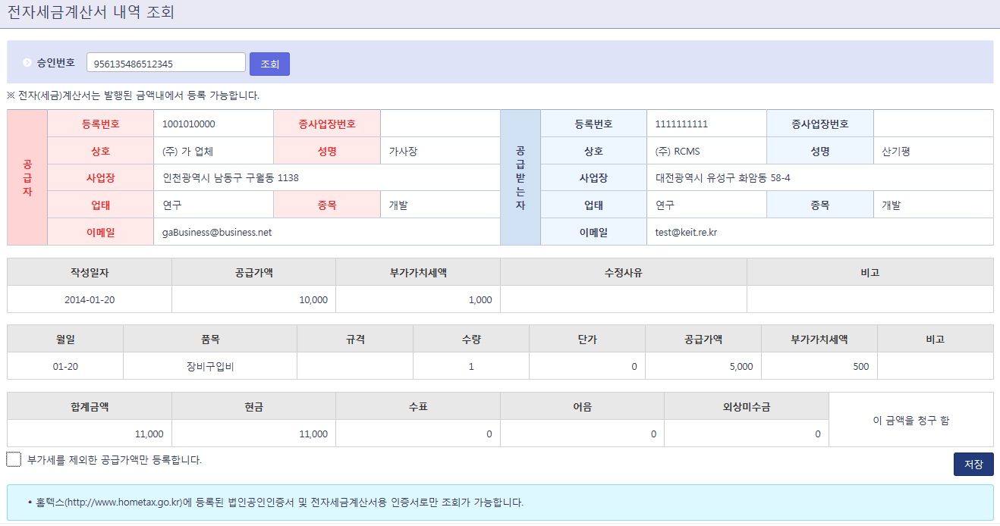 전자세금계산서 내역 조회
승인번호 956135486512345 조회
※ 전자(세금)계산서는 발행된 금액내에서 등록 가능합니다.
공급자 공급받는자
등록번호 1001010000 종사업장번호 등록번호 1111111111 종사업장번호
상호 (주) 가 업체 성명 가사장 상호 (주) RCMS 성명 산기평
사업장 인천광역시 남동구 구월동 1138 사업장 대전광역시 유성구 화암동 58-4
업태 연구 종목 개발 업태 연구 종목 개발
이메일 gaBusiness@business.net 이메일 test@keit.re.kr
작성일자 공급가액 부가가치세액 수정사유 비고
2014-01-20 10,000 1,000
월일 품목 규격 수량 단가 공급가액 부가가치세액 비고
01-20 장비구입비 1 0 5,000 500
합계금액 현금 수표 어음 외상미수금 이 금액을 청구 함
11,000 11,000 0 0 0
부가세를 제외한 공급가액만 등록합니다.
저장
• 홈텍스(http://www.hometax.go.kr)에 등록된 법인공인인증서 및 전자세금계산서용 인증서로만 조회가 가능합니다.